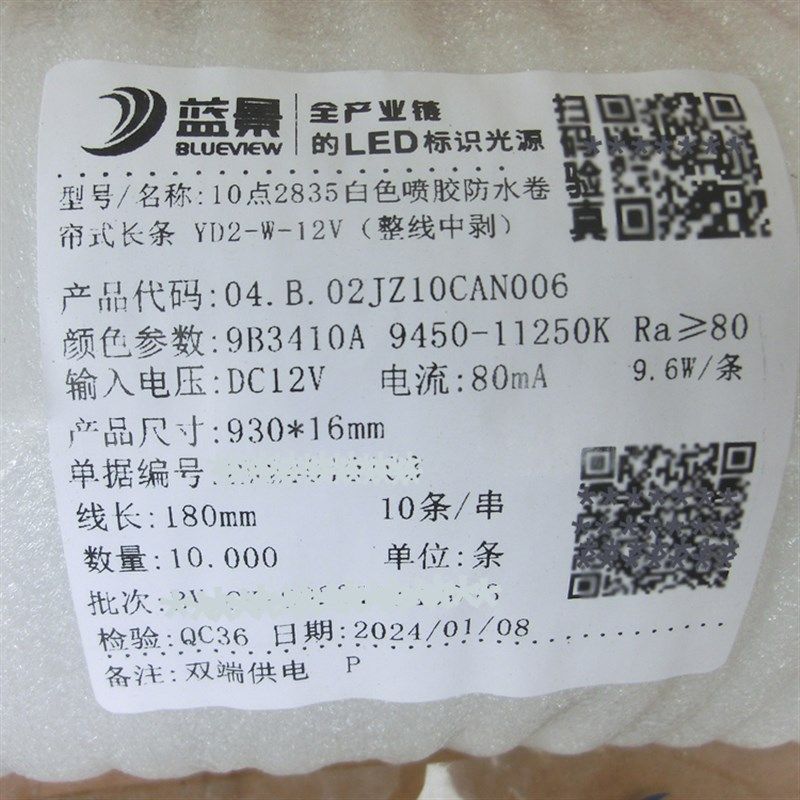 蓝景
BLUEVIEW
全产业链
的LED标识光源
扫码验真
型号/名称:10点2835白色喷胶防水卷
帘式长条 YD2-W-12V (整线中剥)
产品代码:04.B.02JZ10CAN006
颜色参数:9B3410A 9450-11250K Ra≥80
输入电压:DC12V 电流:80mA 9.6W/条
产品尺寸:930*16mm
单据编号
线长:180mm 10条/串
数量:10.000 单位:条
批次:
检验:QC36 日期:2024/01/08
备注:双端供电 P